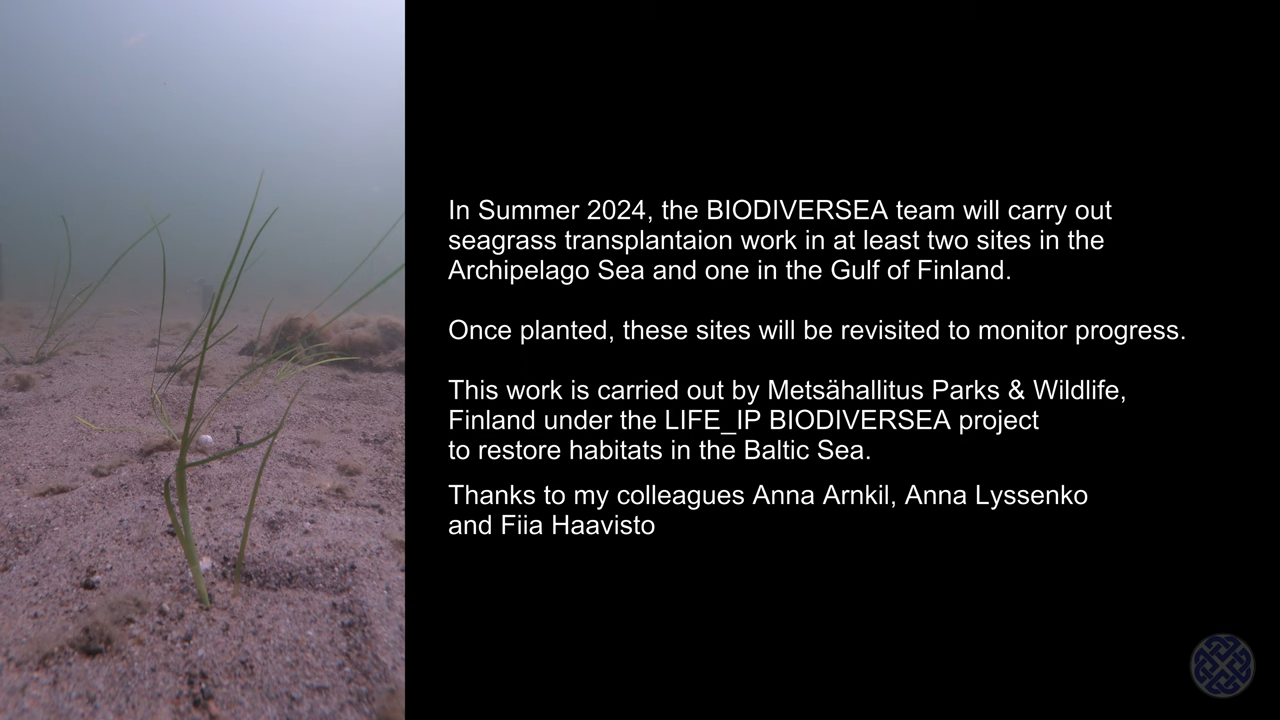 In Summer 2024, the BIODIVERSEA team will carry out
seagrass transplantaion work in at least two sites in the
Archipelago Sea and one in the Gulf of Finland.
Once planted, these sites will be revisited to monitor progress.
This work is carried out by Metsähallitus Parks & Wildlife,
Finland under the LIFE_IP BIODIVERSEA project
to restore habitats in the Baltic Sea.
Thanks to my colleagues Anna Arnkil, Anna Lyssenko
and Fiia Haavisto